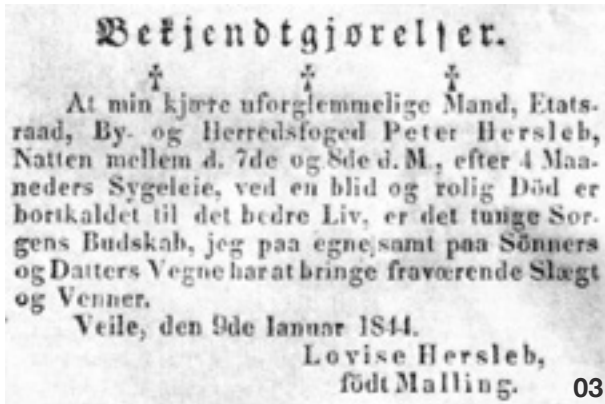 Bekjendtgjørelser.
† † †
At min kjære uforglemmelige Mand, Etats-
raad, By- og Herredsfoged Peter Hersleb,
Natten mellem d. 7de og 8de d. M., efter 4 Maa-
neders Sygeleie, ved en blid og rolig Död er
bortkaldet til det bedre Liv, er det tunge Sor-
gens Budskab, jeg paa egne samt paa Sönners
og Datters Vegne har at bringe fraværende Slægt
og Venner.
Veile, den 9de Ianuar 1844.
Lovise Hersleb,
födt Malling.
03